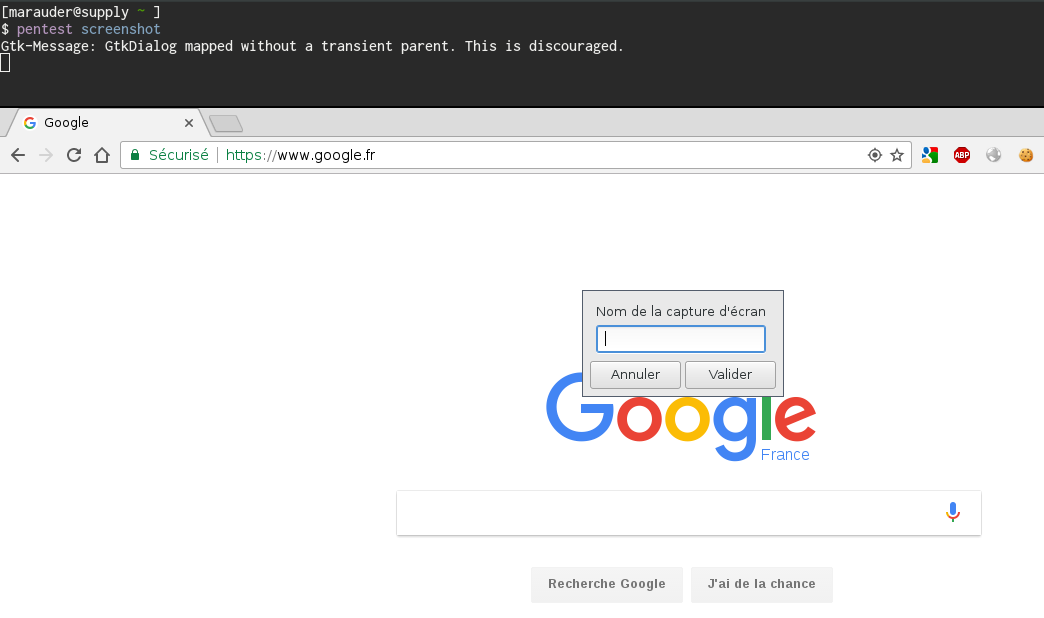 [marauder@supply ~ ]
$ pentest screenshot
Gtk-Message: GtkDialog mapped without a transient parent. This is discouraged.
Google
Sécurisé | https://www.google.fr
ABP
Nom de la capture d'écran
Annuler Valider
Google
France
Recherche Google J'ai de la chance